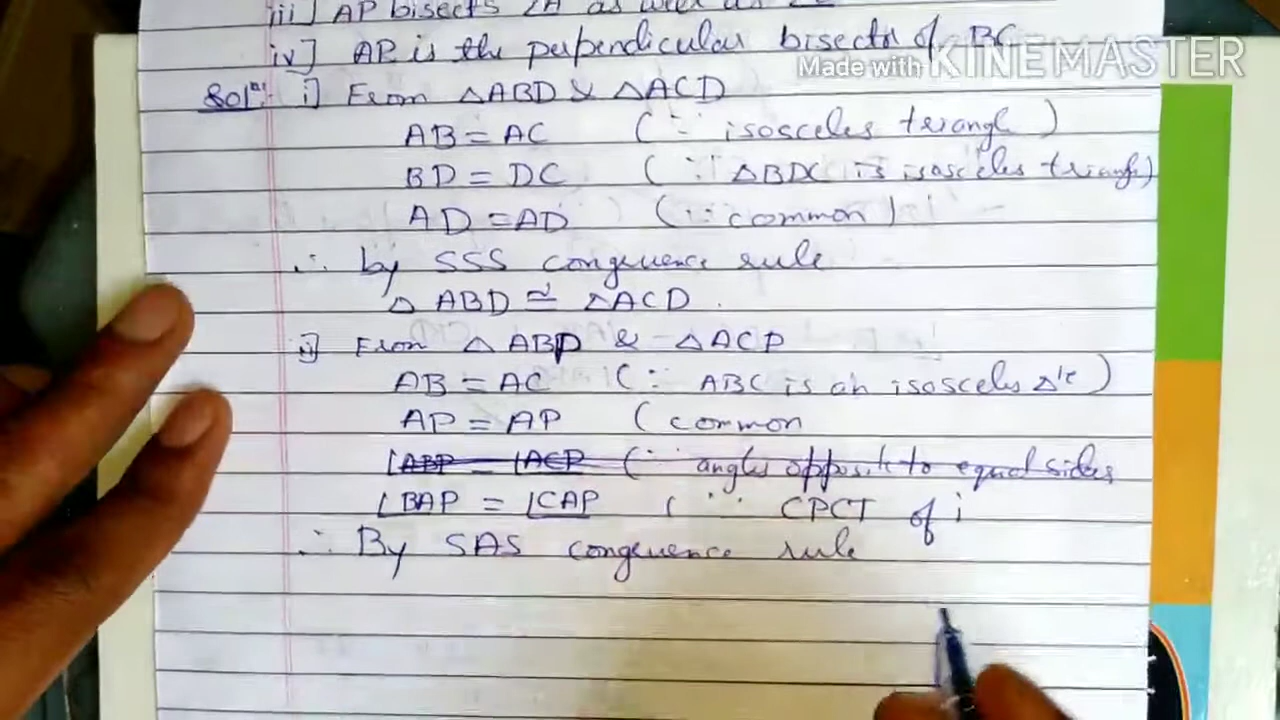 iii] AP bisects ∠A as well as ∠
iv] AP is the perpendicular bisector of BC
Made with KINEMASTER
Solⁿ: i] From △ABD & △ACD
AB = AC (∵ isosceles triangl )
BD = DC (∵ △BDC is isosceles triangle)
AD = AD (∵ common )
∴ by SSS congruence rule
△ ABD ≅ △ACD .
ii] From △ ABP & △ACP
AB = AC (∵ ABC is an isosceles △le )
AP = AP ( common
∠ABP = ∠ACP (∵ angles opposite to equal sides
∠BAP = ∠CAP ( ∵ CPCT of i
∴ By SAS congruence rule